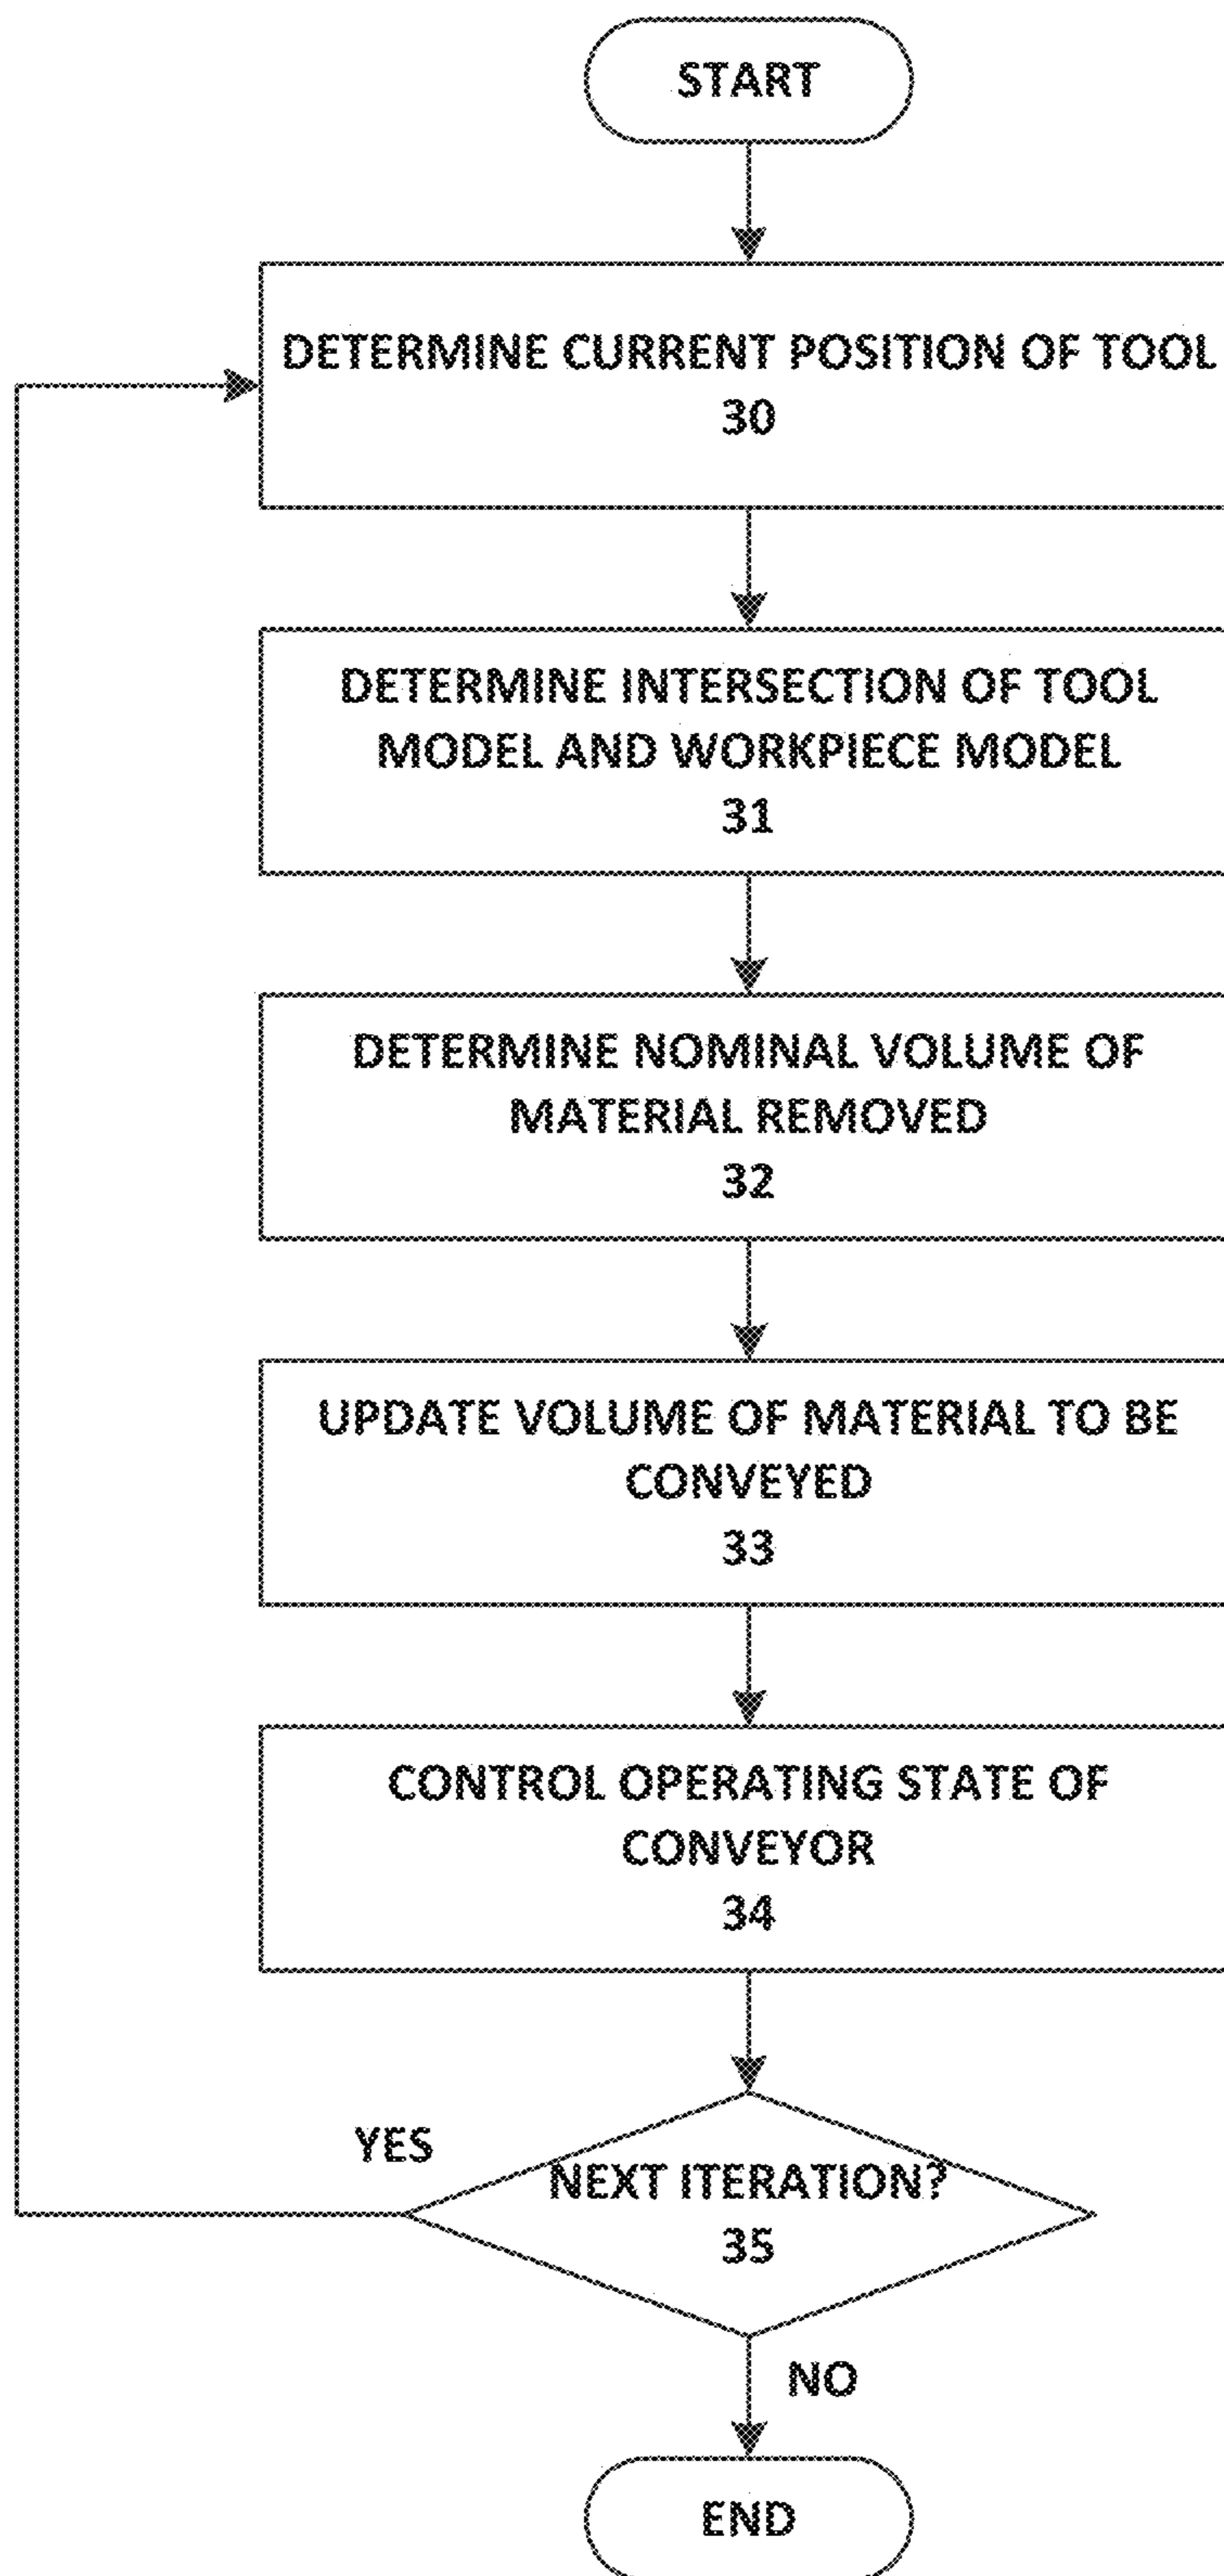 START
DETERMINE CURRENT POSITION OF TOOL
30
DETERMINE INTERSECTION OF TOOL
MODEL AND WORKPIECE MODEL
31
DETERMINE NOMINAL VOLUME OF
MATERIAL REMOVED
32
UPDATE VOLUME OF MATERIAL TO BE
CONVEYED
33
CONTROL OPERATING STATE OF
CONVEYOR
34
YES
NEXT ITERATION?
35
NO
END